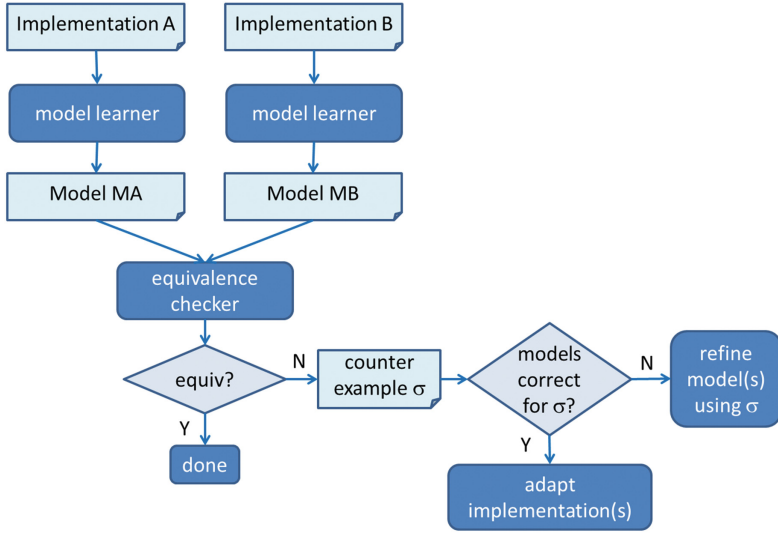 Implementation A
Implementation B
model learner
model learner
Model MA
Model MB
equivalence
checker
equiv?
N
Y
done
counter
example σ
models
correct
for σ?
N
Y
refine
model(s)
using σ
adapt
implementation(s)